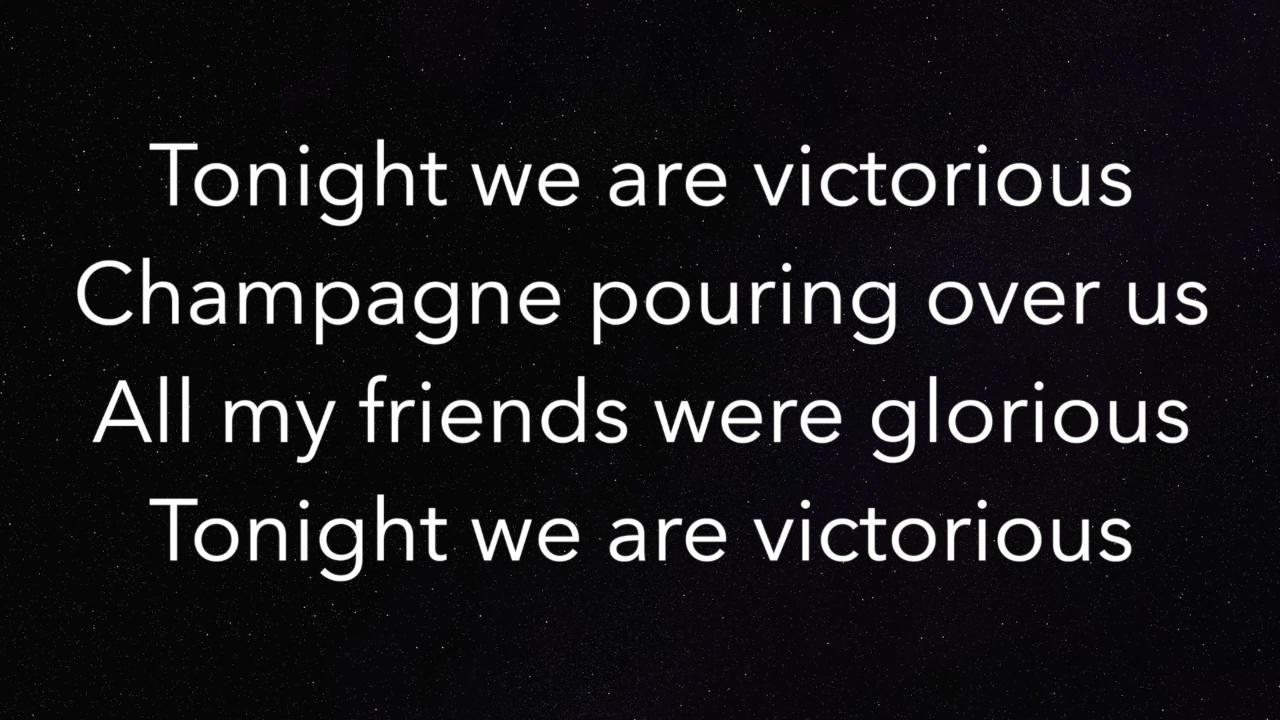 Tonight we are victorious
Champagne pouring over us
All my friends were glorious
Tonight we are victorious